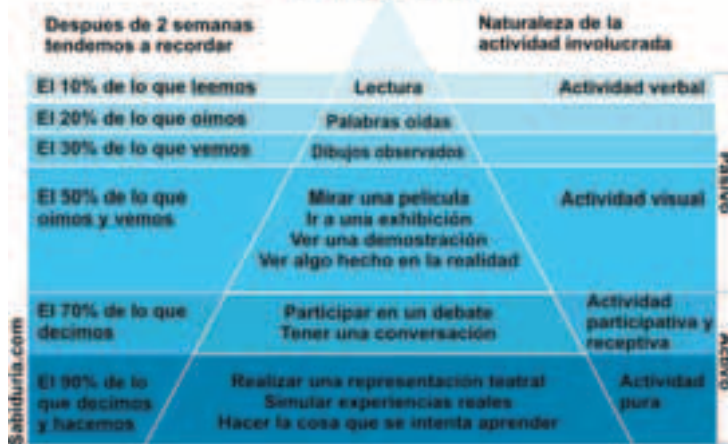 Despues de 2 semanas
tendemos a recordar
Naturaleza de la
actividad involucrada
El 10% de lo que leemos
Lectura
Actividad verbal
El 20% de lo que oimos
Palabras oidas
El 30% de lo que vemos
Dibujos observados
El 50% de lo que
oimos y vemos
Mirar una pelicula
Ir a una exhibición
Ver una demostración
Ver algo hecho en la realidad
Actividad visual
Pasivo
El 70% de lo que
decimos
Participar en un debate
Tener una conversación
Actividad
participativa y
receptiva
El 90% de lo
que decimos
y hacemos
Realizar una representación teatral
Simular experiencias reales
Hacer la cosa que se intenta aprender
Actividad
pura
Activo
Sabiduria.com